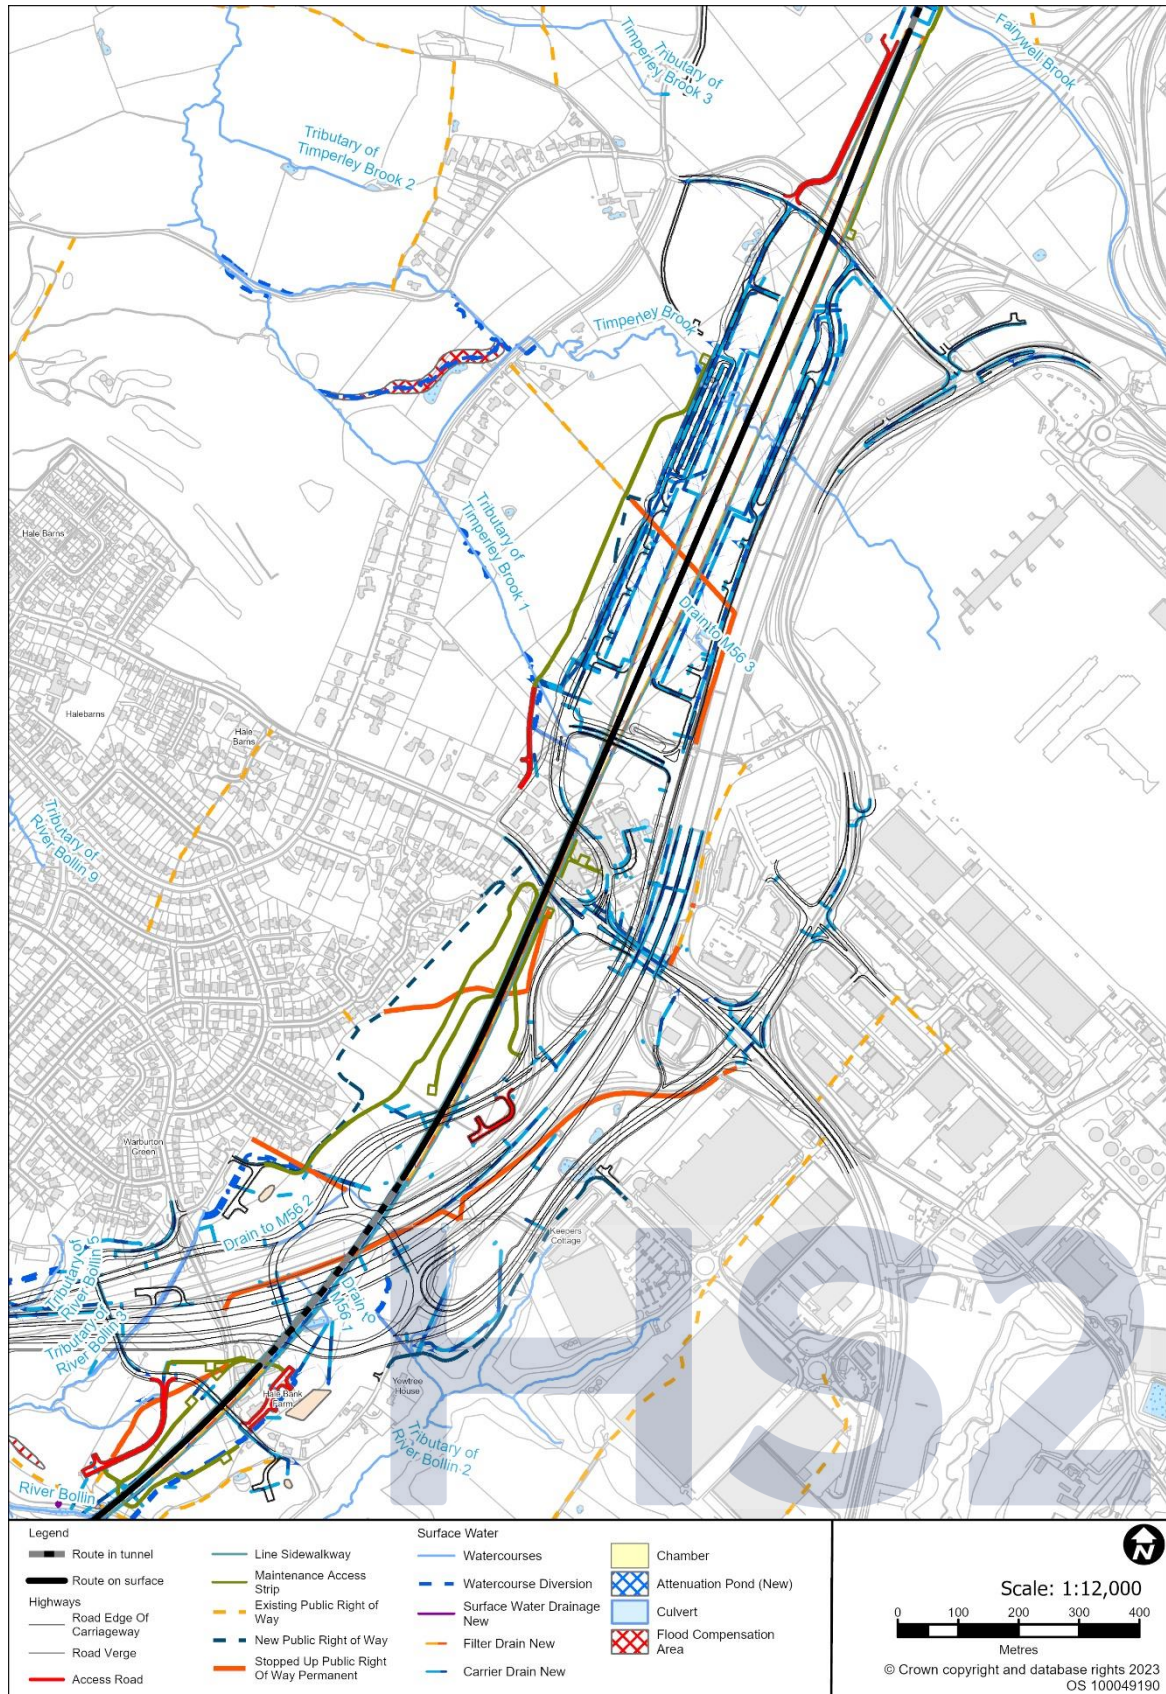 Fairywell Brook
Tributary of
Timperley Brook 3
Tributary of
Timperley Brook 2
Timperley Brook
Tributary of
Timperley Brook 1
Hale Barns
Drain to M56 3
Halebarns
Hale
Barns
Tributary of
River Bollin 9
Warburton
Green
Drain to M56 2
Keepers
Cottage
Tributary of
River Bollin 5
Drain to
M56 1
Tributary of
River Bollin 3
Yewtree
House
Hale Bank
Farm
Tributary of
River Bollin 2
River Bollin
HS2
Legend
Route in tunnel
Route on surface
Highways
Road Edge Of
Carriageway
Road Verge
Access Road
Line Sidewalkway
Maintenance Access
Strip
Existing Public Right of
Way
New Public Right of Way
Stopped Up Public Right
Of Way Permanent
Surface Water
Watercourses
Watercourse Diversion
Surface Water Drainage
New
Filter Drain New
Carrier Drain New
Chamber
Attenuation Pond (New)
Culvert
Flood Compensation
Area
N
Scale: 1:12,000
0 100 200 300 400
Metres
© Crown copyright and database rights 2023
OS 100049190